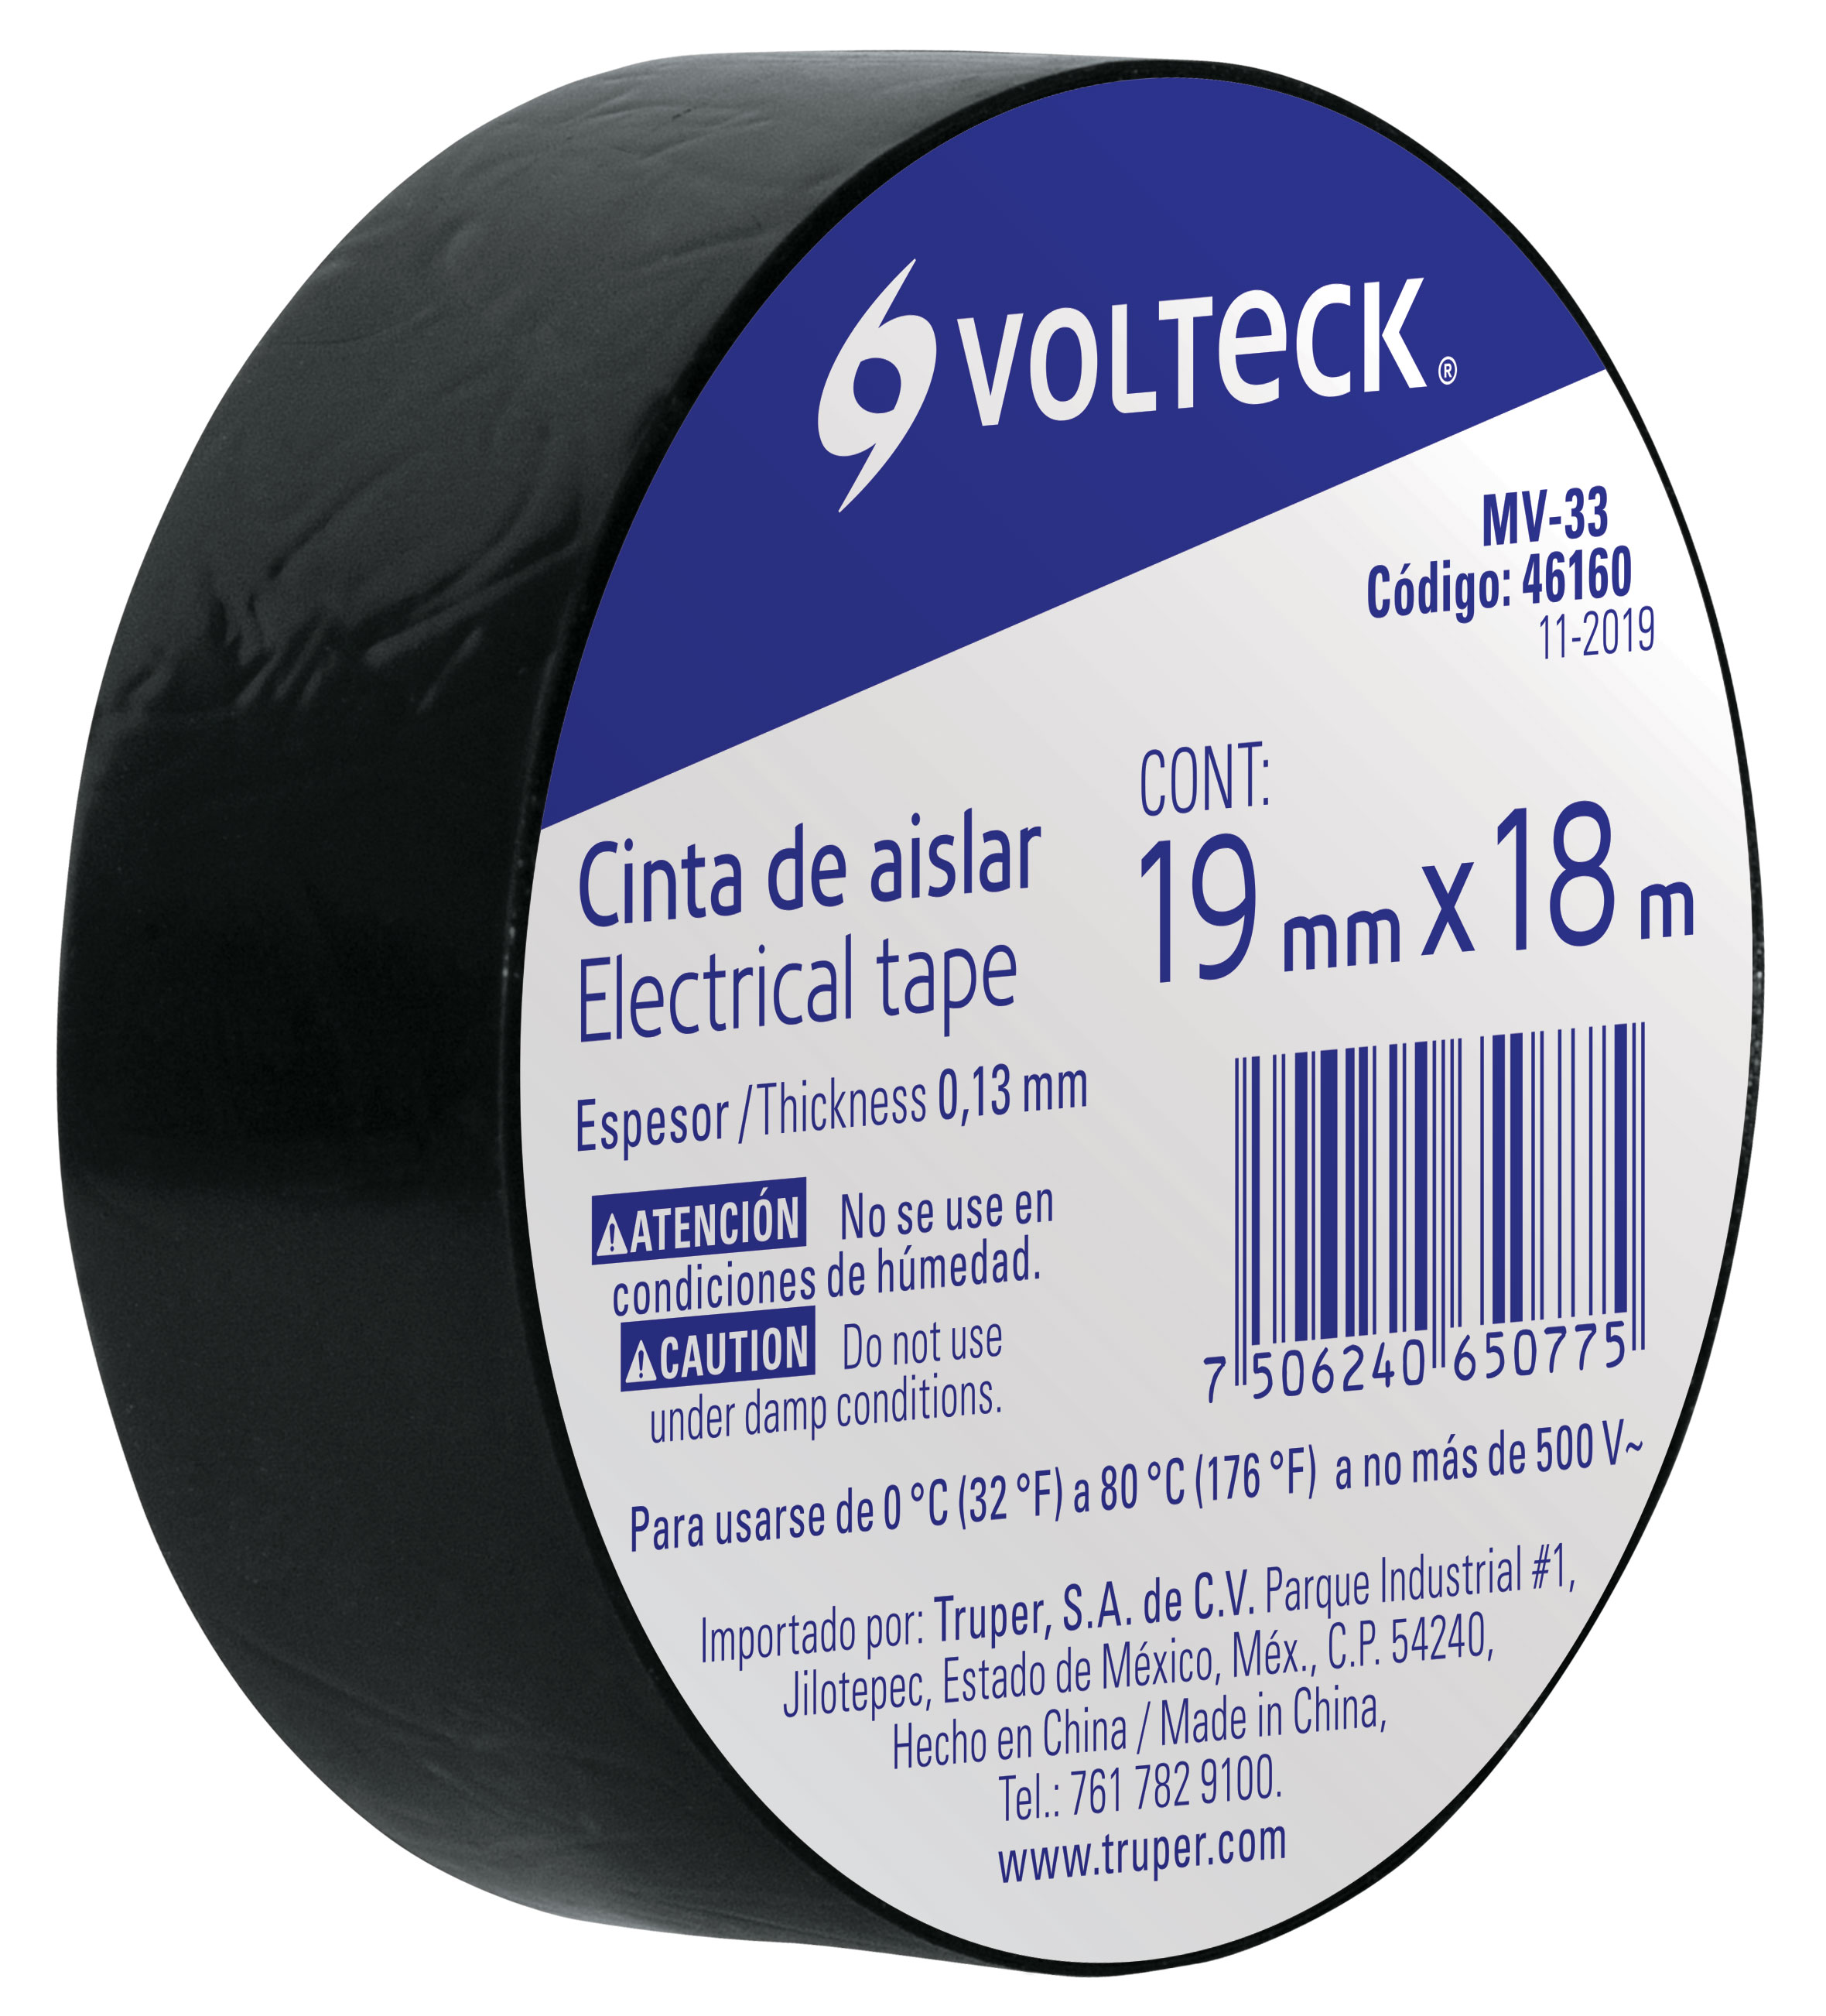 VOLTECK®
MV-33
Código: 46160
11-2019
CONT:
19 mm x 18 m
Cinta de aislar
Electrical tape
Espesor / Thickness 0,13 mm
ATENCIÓN No se use en
condiciones de húmedad.
CAUTION Do not use
under damp conditions.
7 506240 650775
Para usarse de 0 °C (32 °F) a 80 °C (176 °F) a no más de 500 V~
Importado por: Truper, S.A. de C.V. Parque Industrial #1,
Jilotepec, Estado de México, Méx., C.P. 54240,
Hecho en China / Made in China,
Tel.: 761 782 9100.
www.truper.com